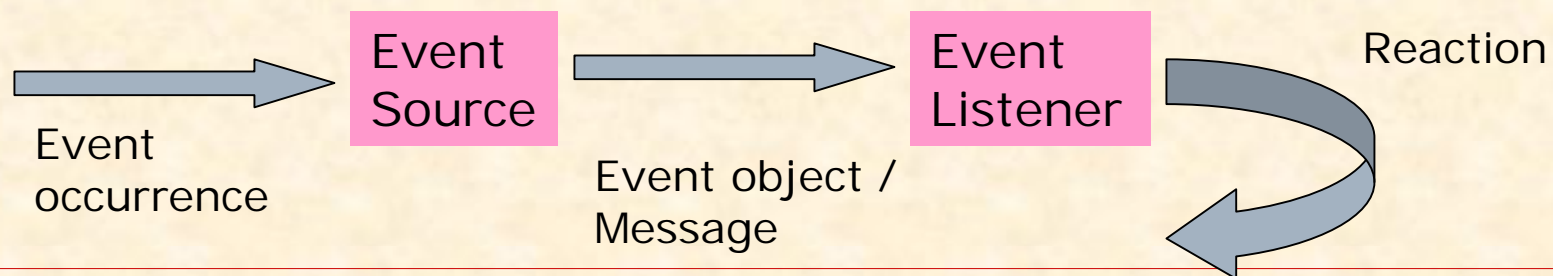 Event
occurrence
Event
Source
Event object /
Message
Event
Listener
Reaction